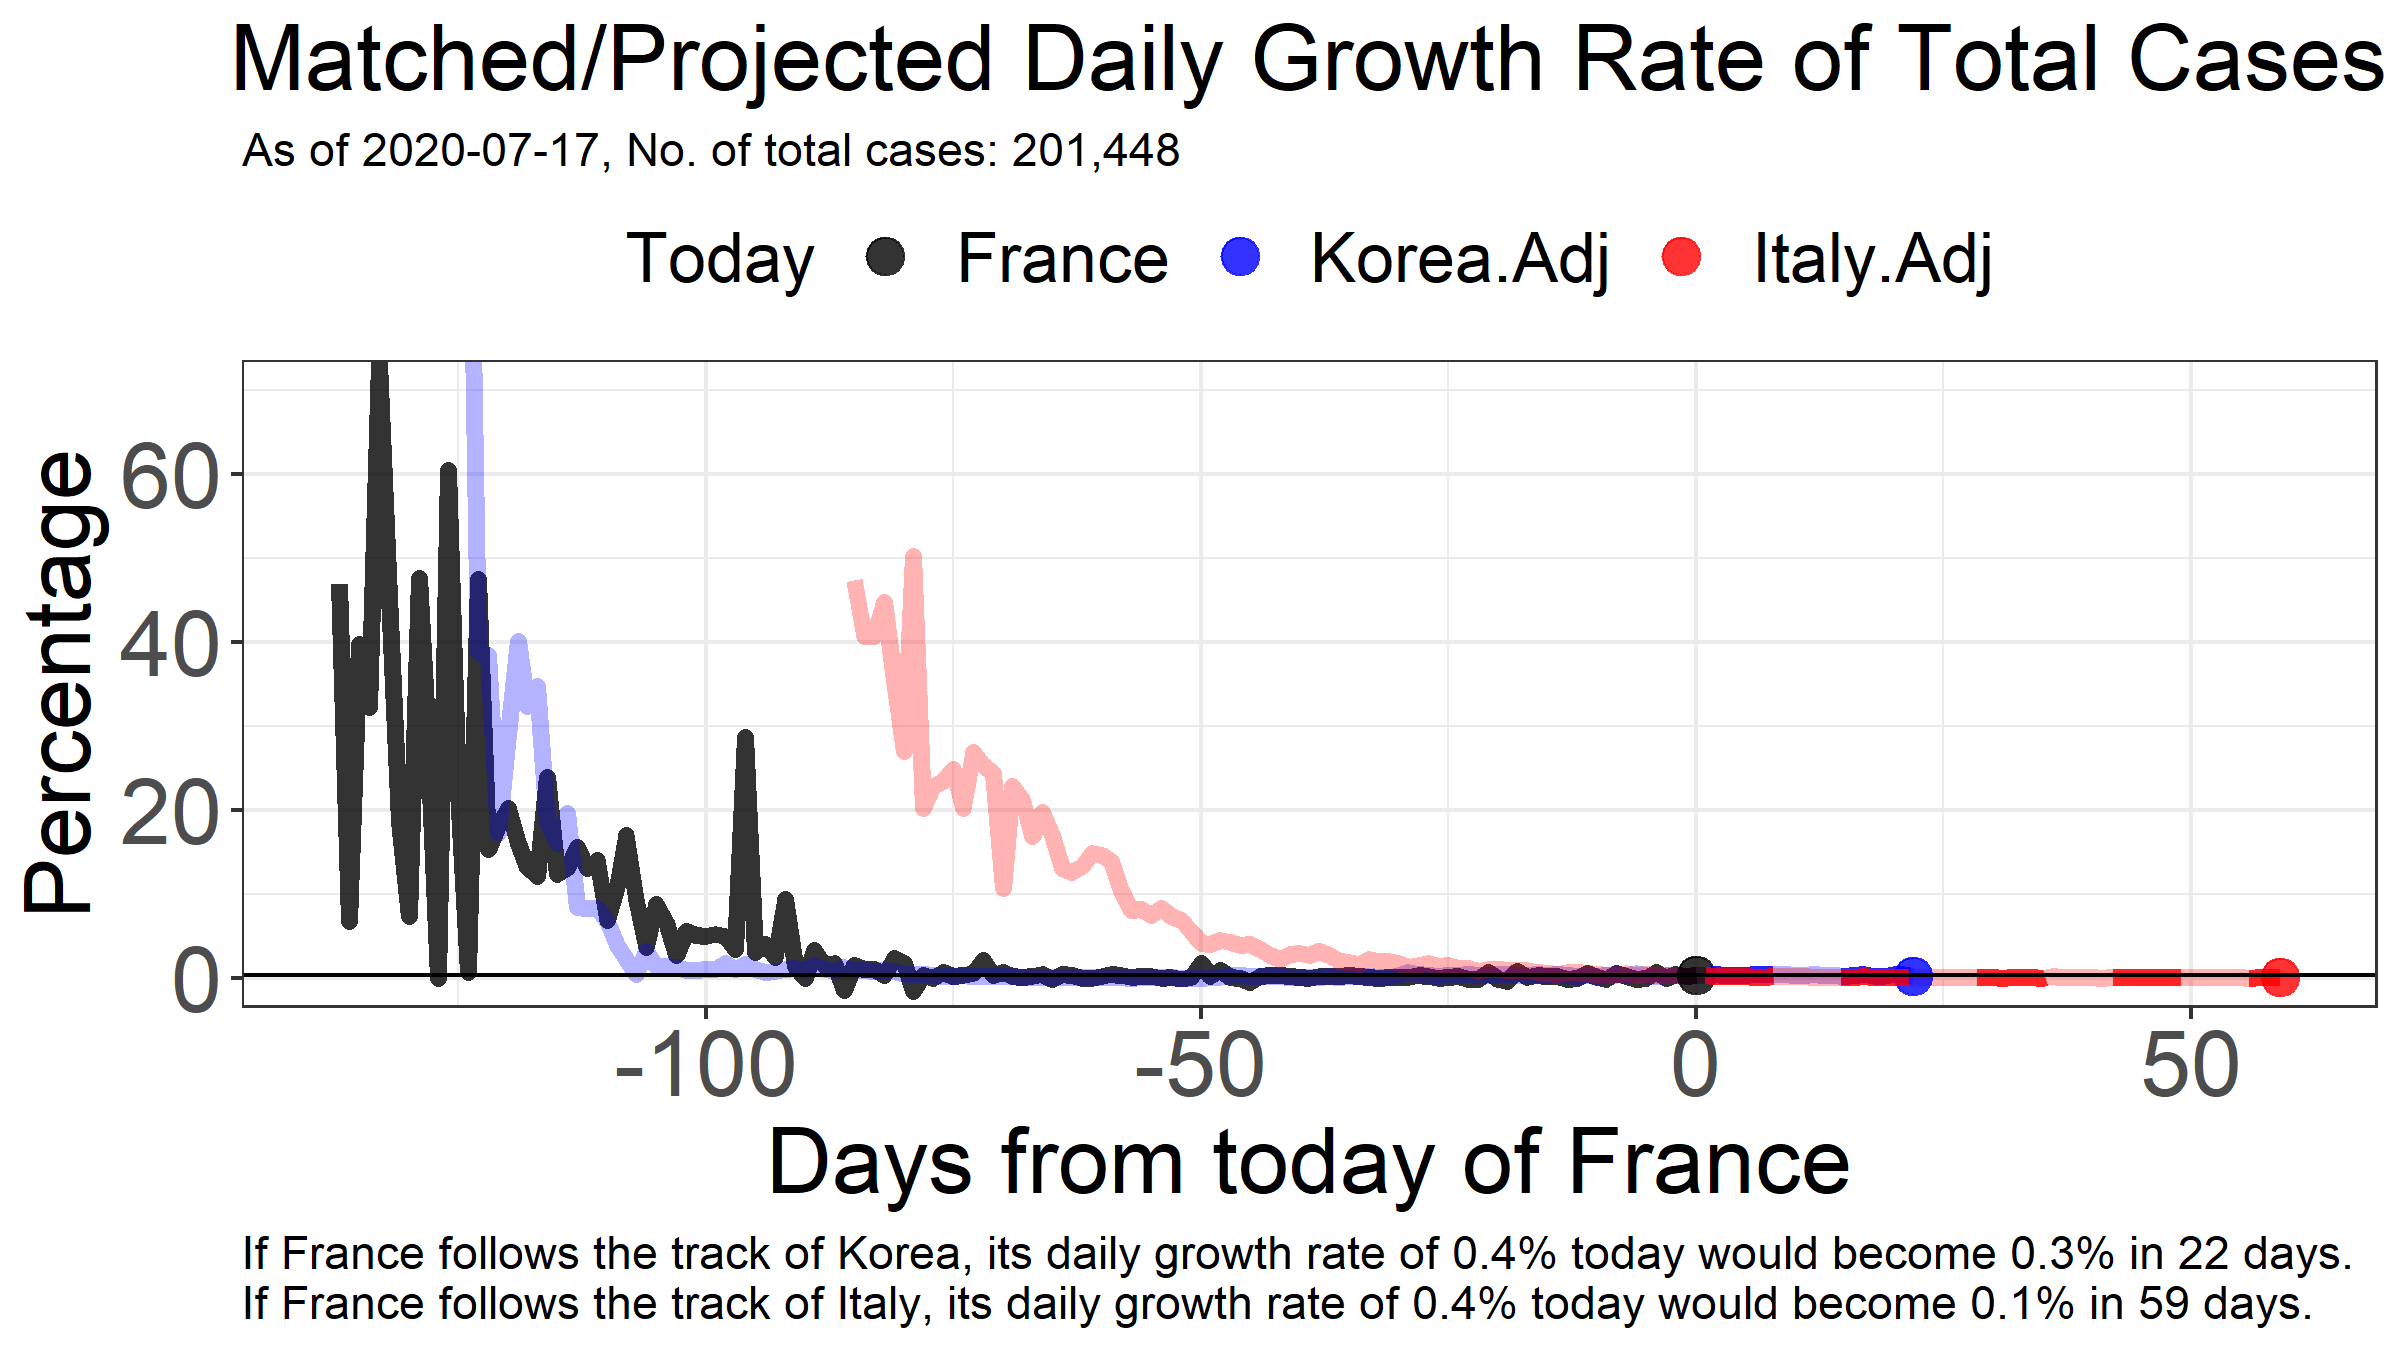 Matched/Projected Daily Growth Rate of Total Cases
As of 2020-07-17, No. of total cases: 201,448
Today France Korea.Adj Italy.Adj
Percentage
60
40
20
0
-100 -50 0 50
Days from today of France
If France follows the track of Korea, its daily growth rate of 0.4% today would become 0.3% in 22 days.
If France follows the track of Italy, its daily growth rate of 0.4% today would become 0.1% in 59 days.